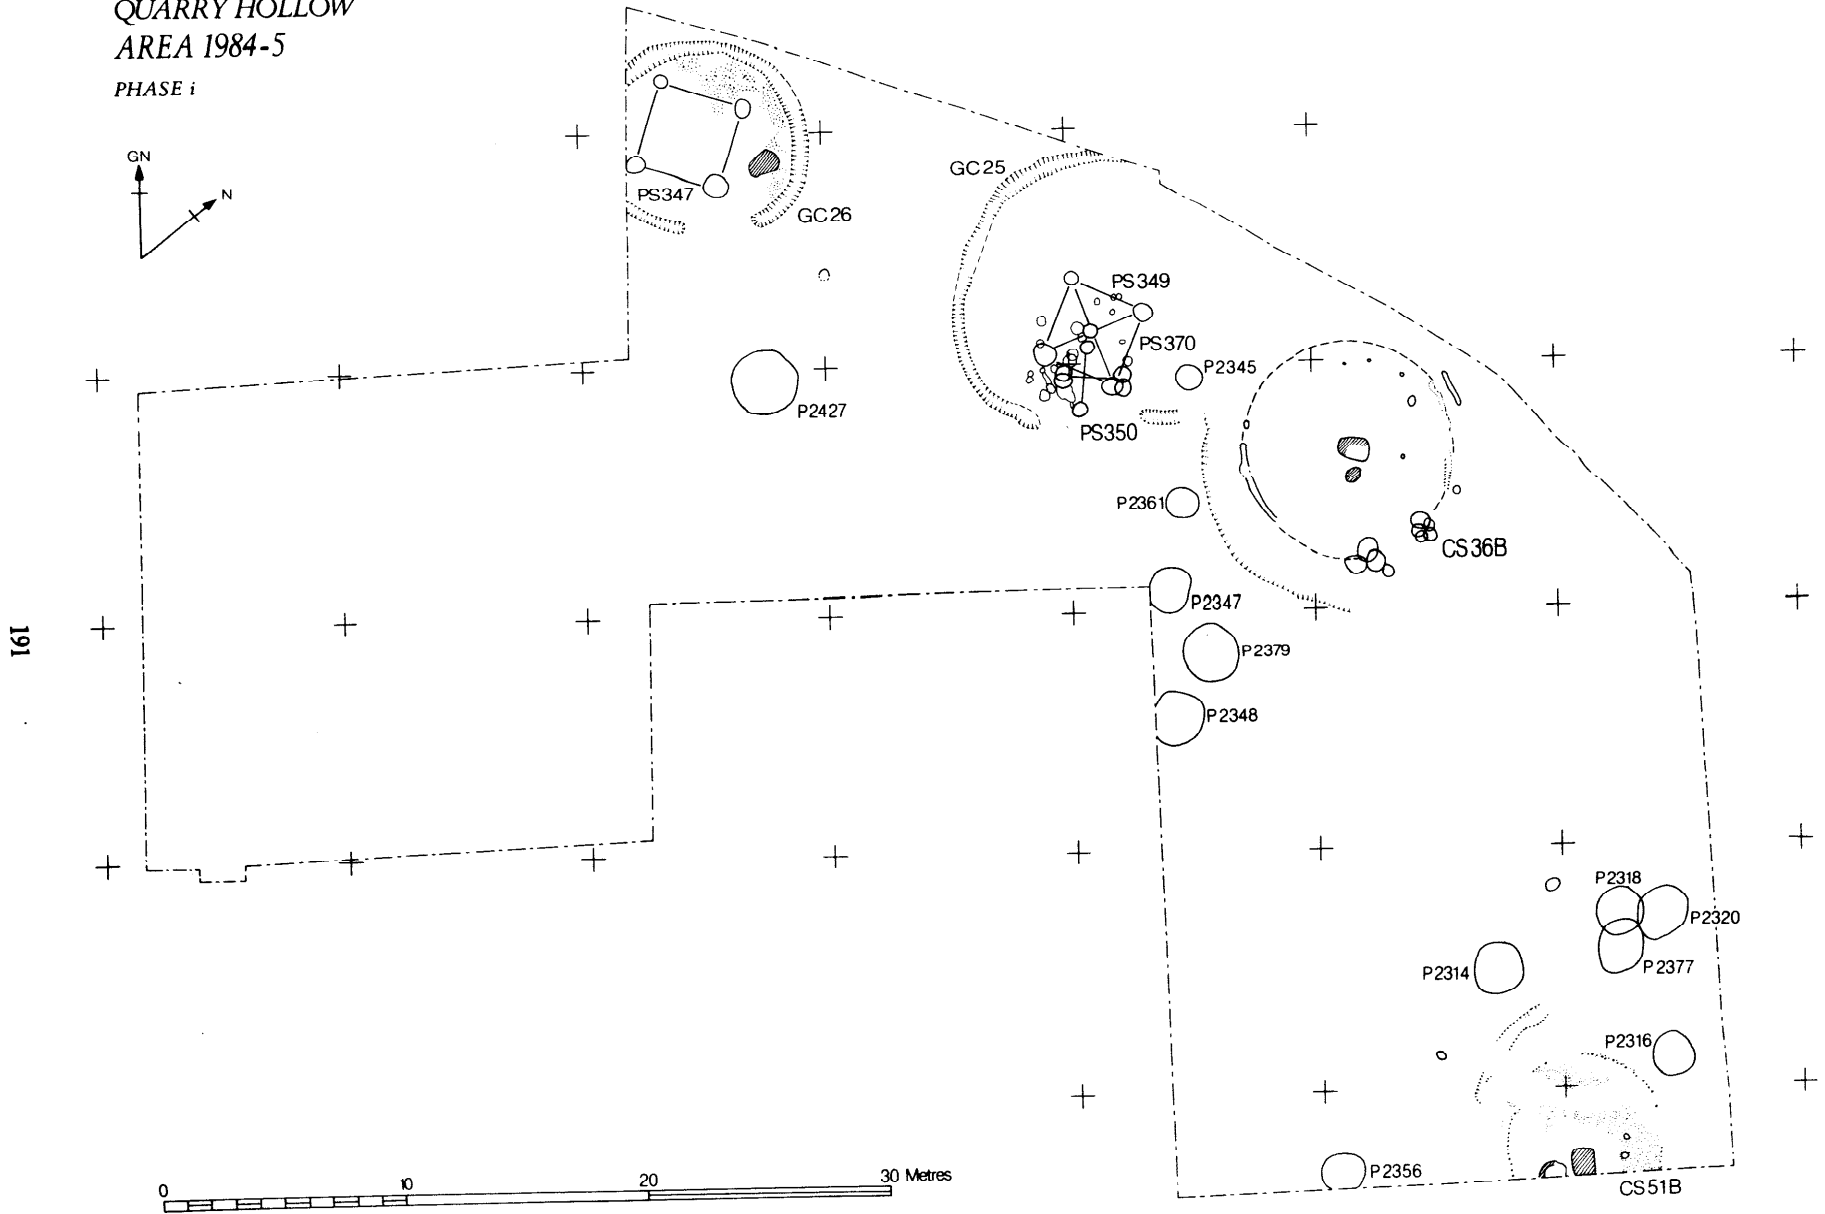 QUARRY HOLLOW
AREA 1984-5
PHASE i
GN
N
PS347
GC26
GC25
PS349
PS370
P2345
P2427
PS350
P2361
CS36B
P2347
P2379
191
P2348
P2318
P2320
P2314
P2377
P2316
P2356
CS51B
0 10 20 30 Metres